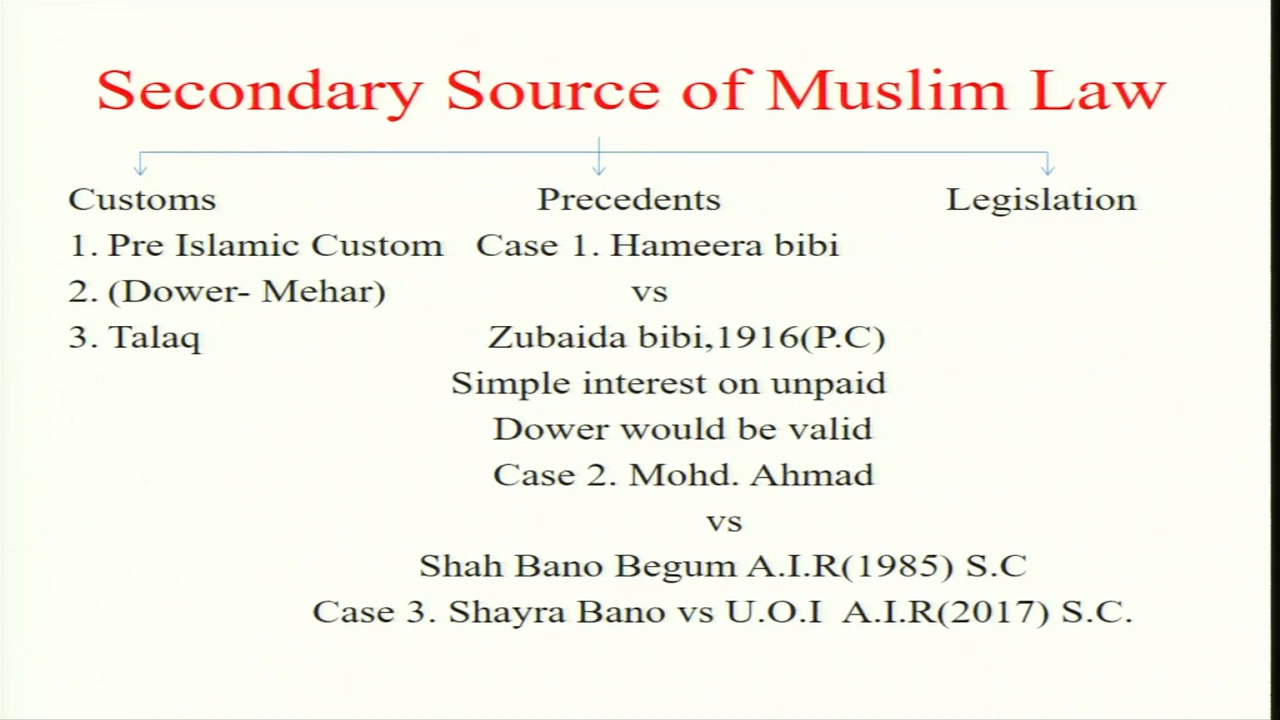 Secondary Source of Muslim Law
Customs Precedents Legislation
1. Pre Islamic Custom Case 1. Hameera bibi
2. (Dower- Mehar) vs
3. Talaq Zubaida bibi,1916(P.C)
Simple interest on unpaid
Dower would be valid
Case 2. Mohd. Ahmad
vs
Shah Bano Begum A.I.R(1985) S.C
Case 3. Shayra Bano vs U.O.I A.I.R(2017) S.C.